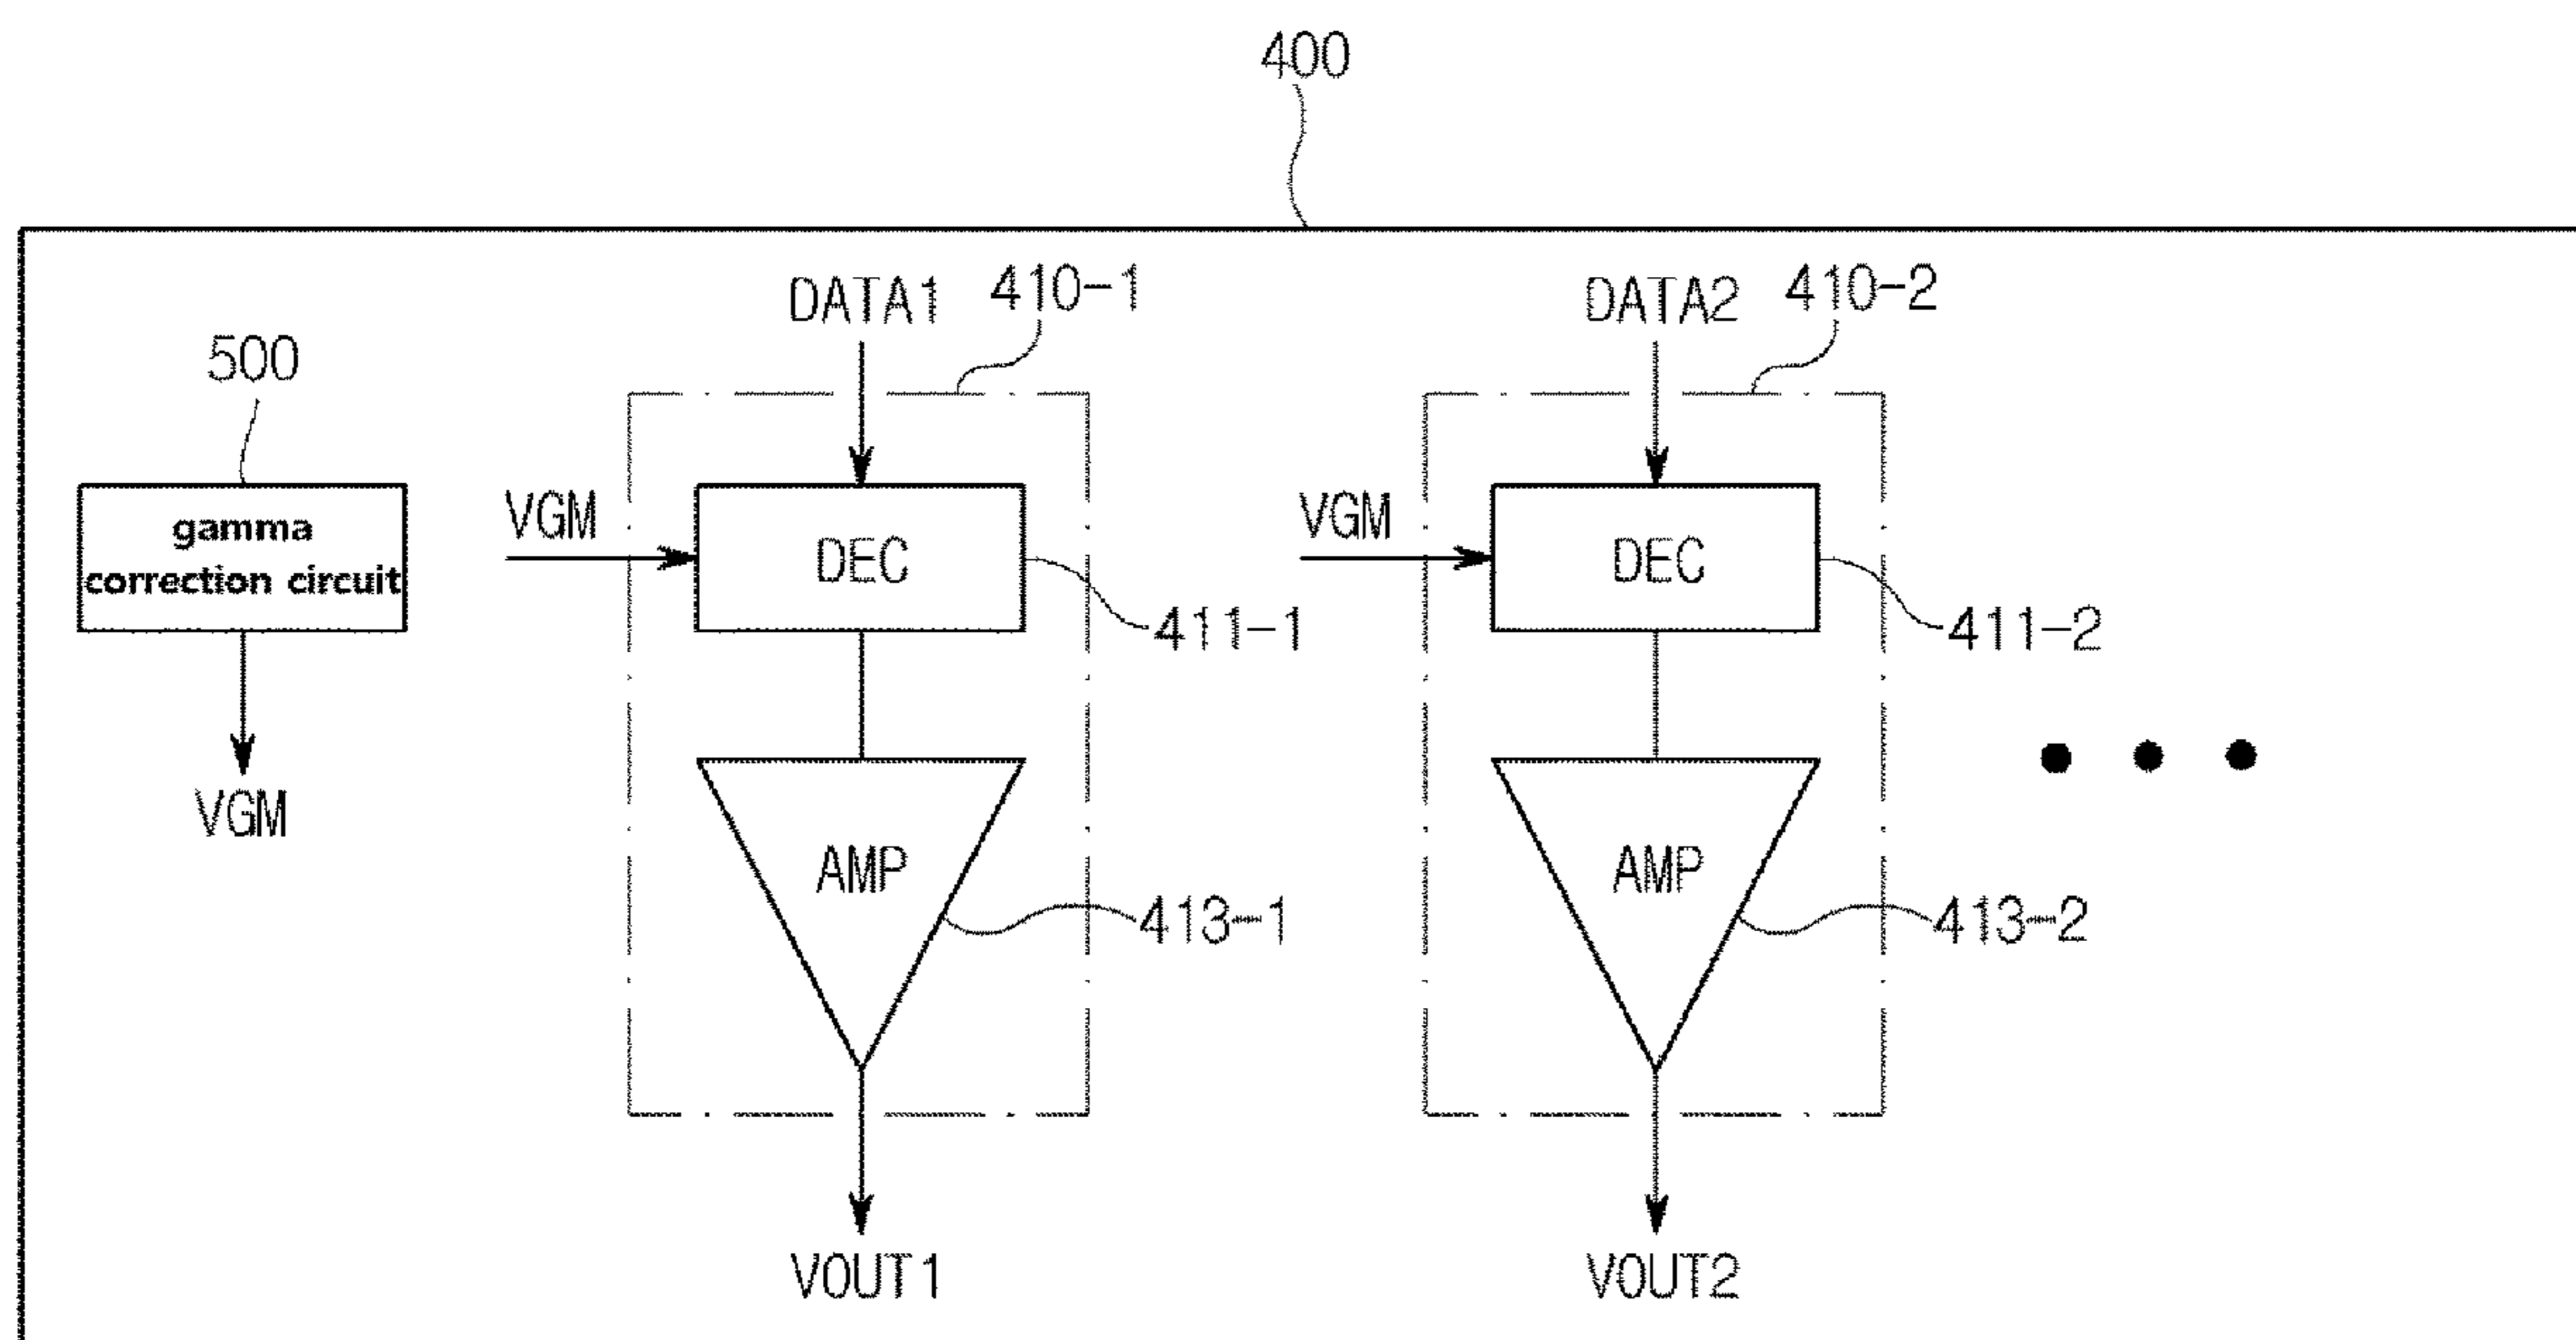 400
DATA1
410-1
DATA2
410-2
500
gamma
correction circuit
VGM
VGM
DEC
411-1
VGM
DEC
411-2
VGM
AMP
413-1
AMP
413-2
VOUT1
VOUT2